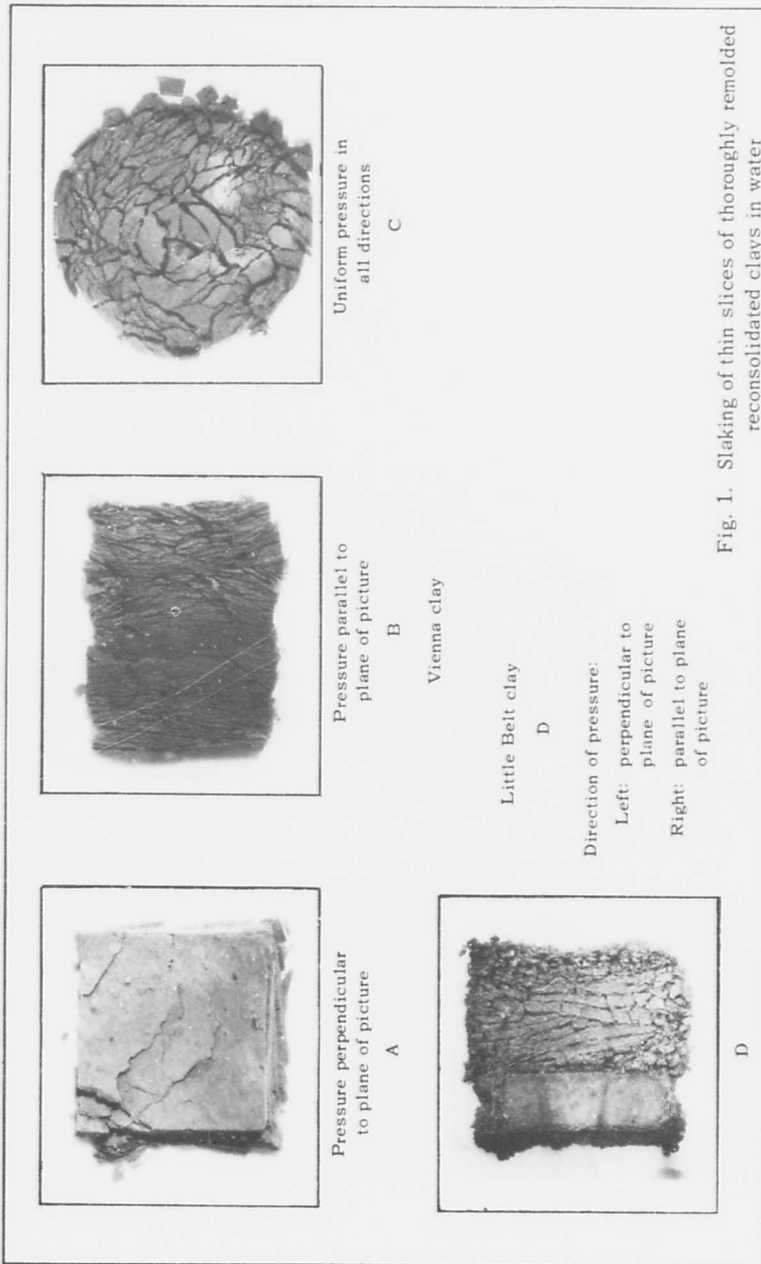 Pressure perpendicular
to plane of picture
A
Pressure parallel to
plane of picture
B
Uniform pressure in
all directions
C
Vienna clay
D
Little Belt clay
D
Direction of pressure:
Left: perpendicular to
plane of picture
Right: parallel to plane
of picture
Fig. 1. Slaking of thin slices of thoroughly remolded
reconsolidated clays in water